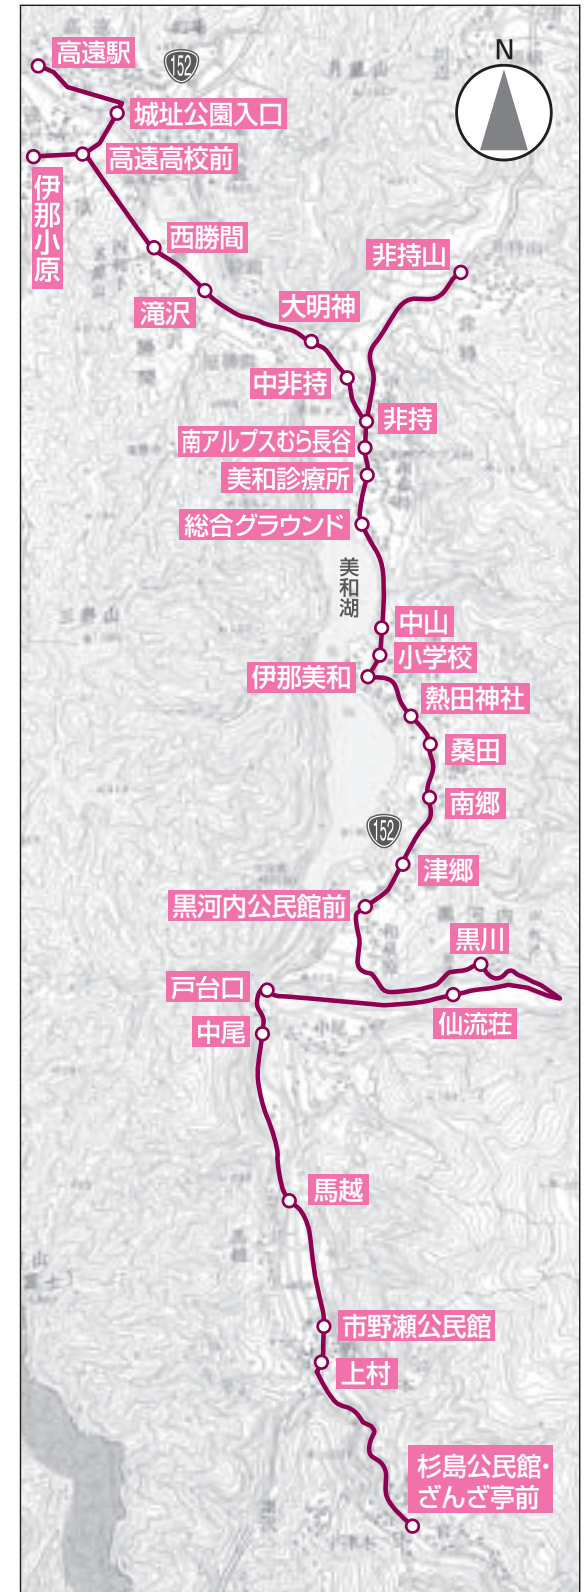 高遠駅
152
N
城址公園入口
高遠高校前
伊那小原
西勝間
非持山
滝沢
大明神
中非持
非持
南アルプスむら長谷
美和診療所
総合グラウンド
美和湖
中山
小学校
伊那美和
熱田神社
桑田
南郷
152
津郷
黒河内公民館前
黒川
戸台口
仙流荘
中尾
馬越
市野瀬公民館
上村
杉島公民館・
ざんざ亭前